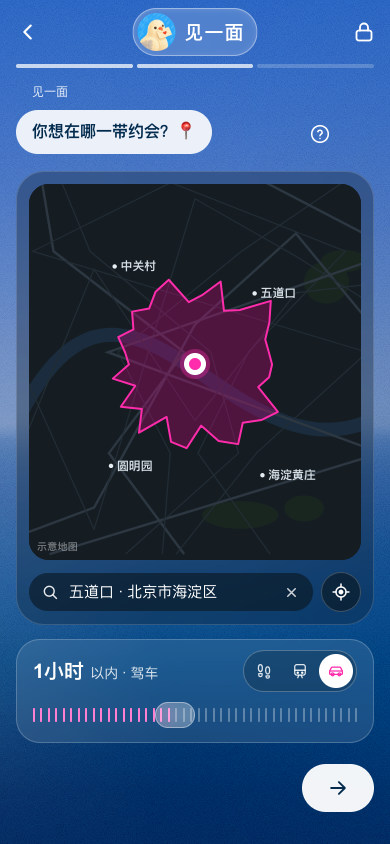 见一面
见一面
你想在哪一带约会？📍
中关村
五道口
圆明园
海淀黄庄
示意地图
五道口 · 北京市海淀区
1小时 以内 · 驾车